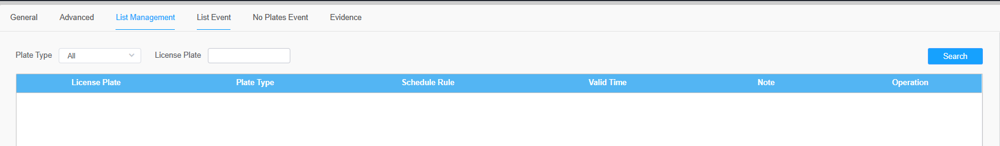 General Advanced List Management List Event No Plates Event Evidence
Plate Type All License Plate Search
License Plate Plate Type Schedule Rule Valid Time Note Operation